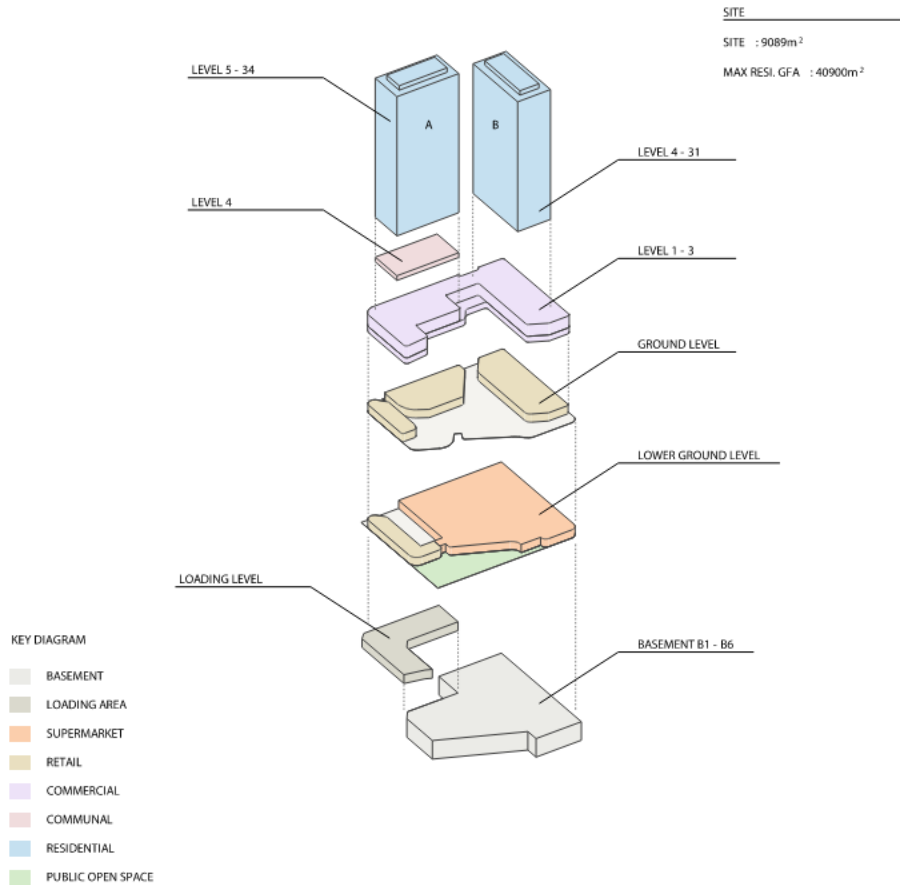 SITE
SITE : 9089m²
MAX RESI. GFA : 40900m²
LEVEL 5 - 34
A
B
LEVEL 4 - 31
LEVEL 4
LEVEL 1 - 3
GROUND LEVEL
LOWER GROUND LEVEL
LOADING LEVEL
BASEMENT B1 - B6
KEY DIAGRAM
BASEMENT
LOADING AREA
SUPERMARKET
RETAIL
COMMERCIAL
COMMUNAL
RESIDENTIAL
PUBLIC OPEN SPACE